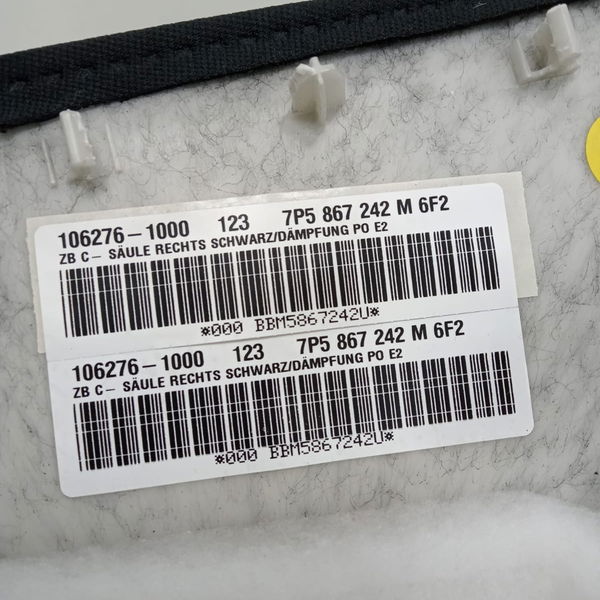 106276-1000 123 7P5 867 242 M 6F2
ZB C- SÄULE RECHTS SCHWARZ/DÄMPFUNG PO E2
*000 BBM5867242U*
106276-1000 123 7P5 867 242 M 6F2
ZB C- SÄULE RECHTS SCHWARZ/DÄMPFUNG PO E2
*000 BBM5867242U*